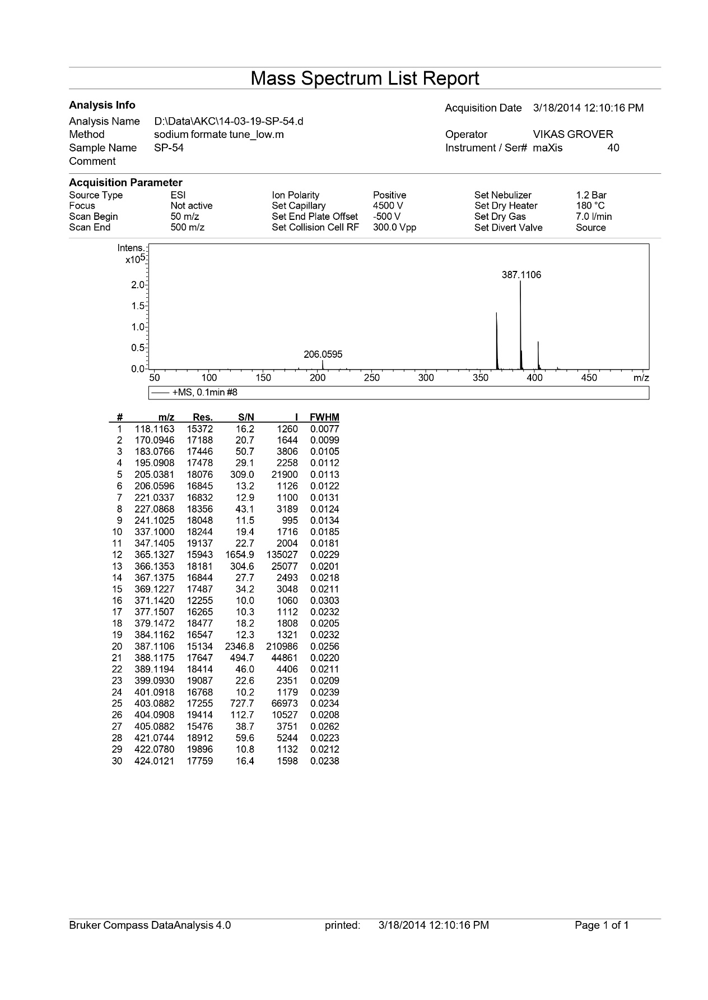 Mass Spectrum List Report
Analysis Info
Acquisition Date 3/18/2014 12:10:16 PM
Analysis Name D:\Data\AKC\14-03-19-SP-54.d
Method sodium formate tune_low.m Operator VIKAS GROVER
Sample Name SP-54 Instrument / Ser# maXis 40
Comment
Acquisition Parameter
Source Type ESI Ion Polarity Positive Set Nebulizer 1.2 Bar
Focus Not active Set Capillary 4500 V Set Dry Heater 180 °C
Scan Begin 50 m/z Set End Plate Offset -500 V Set Dry Gas 7.0 l/min
Scan End 500 m/z Set Collision Cell RF 300.0 Vpp Set Divert Valve Source
Intens.
x10⁵
387.1106
2.0
1.5
1.0
0.5
206.0595
0.0
50 100 150 200 250 300 350 400 450 m/z
+MS, 0.1min #8
# m/z Res. S/N I FWHM
1 118.1163 15372 16.2 1260 0.0077
2 170.0946 17188 20.7 1644 0.0099
3 183.0766 17446 50.7 3806 0.0105
4 195.0908 17478 29.1 2258 0.0112
5 205.0381 18076 309.0 21900 0.0113
6 206.0596 16845 13.2 1126 0.0122
7 221.0337 16832 12.9 1100 0.0131
8 227.0868 18356 43.1 3189 0.0124
9 241.1025 18048 11.5 995 0.0134
10 337.1000 18244 19.4 1716 0.0185
11 347.1405 19137 22.7 2004 0.0181
12 365.1327 15943 1654.9 135027 0.0229
13 366.1353 18181 304.6 25077 0.0201
14 367.1375 16844 27.7 2493 0.0218
15 369.1227 17487 34.2 3048 0.0211
16 371.1420 12255 10.0 1060 0.0303
17 377.1507 16265 10.3 1112 0.0232
18 379.1472 18477 18.2 1808 0.0205
19 384.1162 16547 12.3 1321 0.0232
20 387.1106 15134 2346.8 210986 0.0256
21 388.1175 17647 494.7 44861 0.0220
22 389.1194 18414 46.0 4406 0.0211
23 399.0930 19087 22.6 2351 0.0209
24 401.0918 16768 10.2 1179 0.0239
25 403.0882 17255 727.7 66973 0.0234
26 404.0908 19414 112.7 10527 0.0208
27 405.0882 15476 38.7 3751 0.0262
28 421.0744 18912 59.6 5244 0.0223
29 422.0780 19896 10.8 1132 0.0212
30 424.0121 17759 16.4 1598 0.0238
Bruker Compass DataAnalysis 4.0 printed: 3/18/2014 12:10:16 PM Page 1 of 1